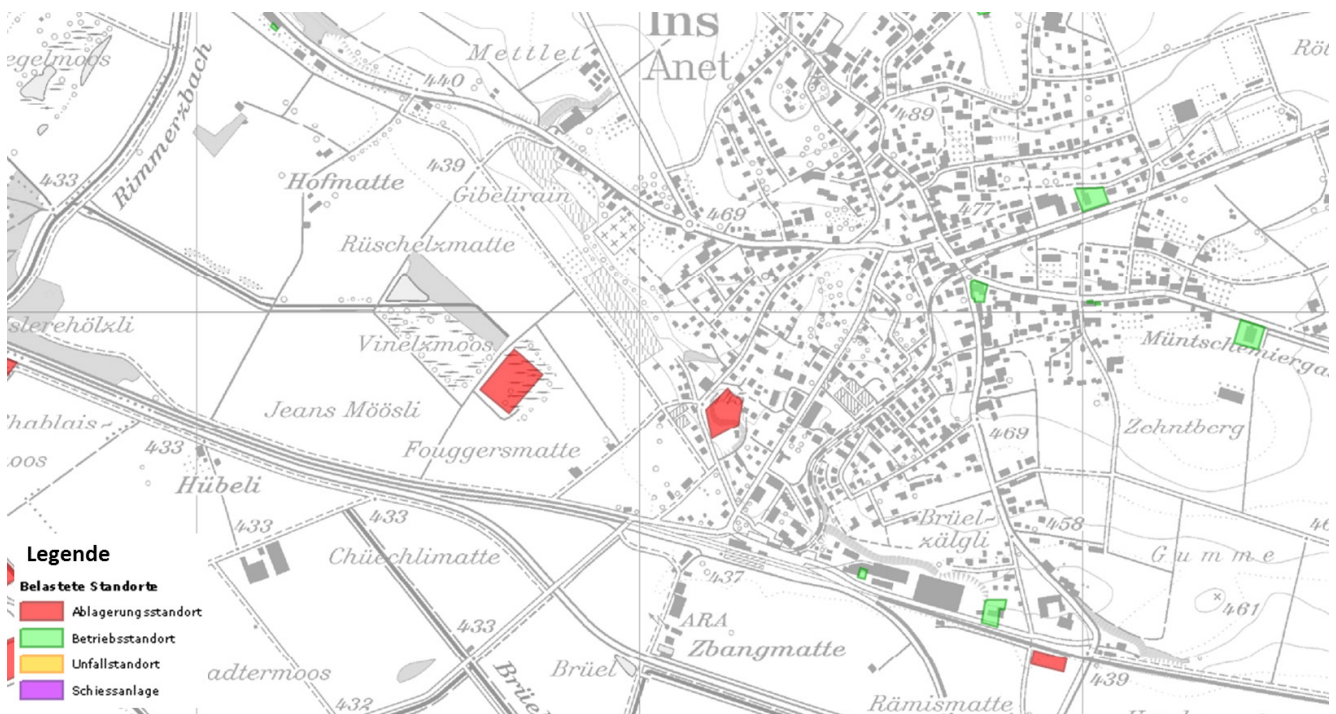 Ins
Anet
Mettlet
Rimmerzbach
440
489
433
439
Hofmatte
Gibelirain
469
477
Rüschelzmatte
slerehölzli
Vinelzmoos
Müntschemierga
Jeans Möösli
Fouggersmatte
Zehntberg
469
433
Hübeli
433
433
Chüechlimatte
Brüel-
zälgli
458
Gumme
461
437
ARA
Zbangmatte
433
Brüel
439
432
Rämismatte
adtermoos
Legende
Belastete Standorte
Ablagerungsstandort
Betriebsstandort
Unfallstandort
Schiessanlage